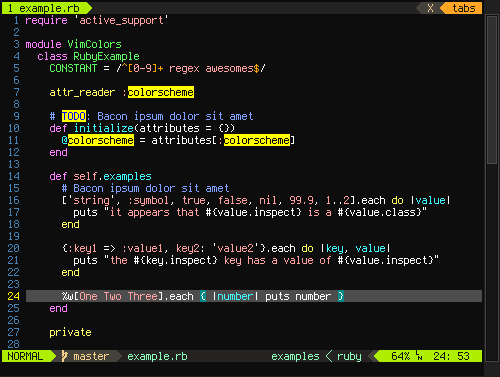 1 example.rb X tabs
1 require 'active_support'
2
3 module VimColors
4   class RubyExample
5     CONSTANT = /^[0-9]+ regex awesomes$/
6
7     attr_reader :colorscheme
8
9     # TODO: Bacon ipsum dolor sit amet
10     def initialize(attributes = {})
11       @colorscheme = attributes[:colorscheme]
12     end
13
14     def self.examples
15       # Bacon ipsum dolor sit amet
16       ['string', :symbol, true, false, nil, 99.9, 1..2].each do |value|
17         puts "it appears that #{value.inspect} is a #{value.class}"
18       end
19
20       {:key1 => :value1, key2: 'value2'}.each do |key, value|
21         puts "the #{key.inspect} key has a value of #{value.inspect}"
22       end
23
24       %w[One Two Three].each { |number| puts number }
25     end
26
27     private
28
NORMAL master example.rb examples < ruby 64% 24: 53